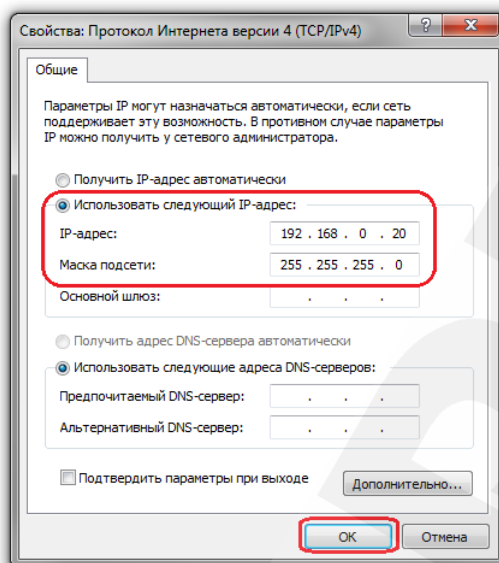 Свойства: Протокол Интернета версии 4 (TCP/IPv4)
Общие
Параметры IP могут назначаться автоматически, если сеть
поддерживает эту возможность. В противном случае параметры
IP можно получить у сетевого администратора.
Получить IP-адрес автоматически
Использовать следующий IP-адрес:
IP-адрес: 192 . 168 . 0 . 20
Маска подсети: 255 . 255 . 255 . 0
Основной шлюз: . . .
Получить адрес DNS-сервера автоматически
Использовать следующие адреса DNS-серверов:
Предпочитаемый DNS-сервер: . . .
Альтернативный DNS-сервер: . . .
Подтвердить параметры при выходе
Дополнительно...
ОК Отмена